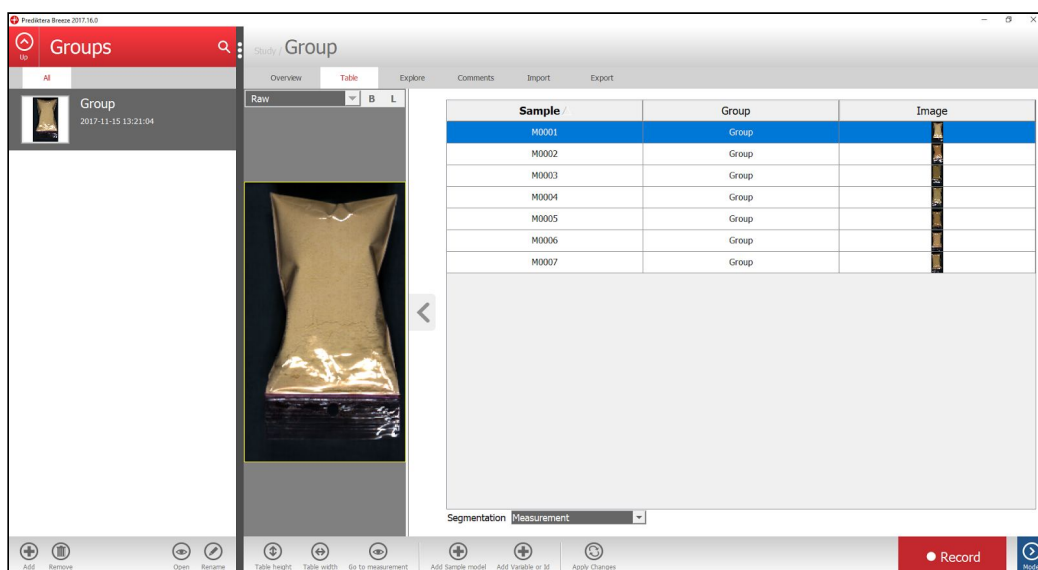 Prediktera Breeze 2017.16.0
Up
Groups
Study / Group
All
Overview Table Explore Comments Import Export
Group
2017-11-15 13:21:04
Raw B L
Sample / Group Image
M0001 Group
M0002 Group
M0003 Group
M0004 Group
M0005 Group
M0006 Group
M0007 Group
Segmentation Measurement
Add Remove Open Rename Table height Table width Go to measurement Add Sample model Add Variable or Id Apply Changes Record Model